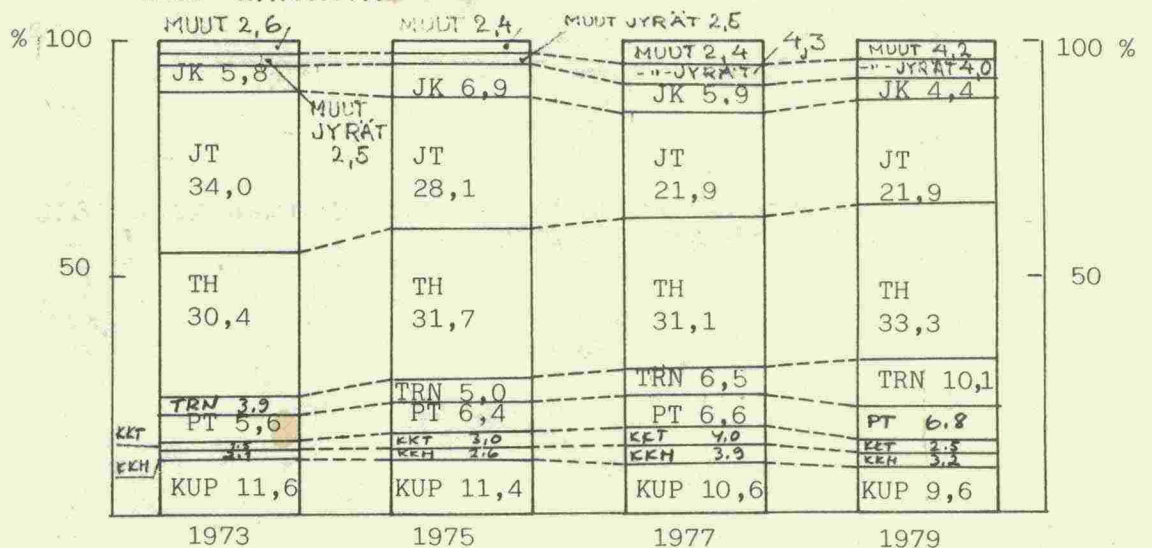 MUUT 2,6
MUUT 2,4
MUUT JYRÄT 2,5
% 100
100 %
MUUT 2,4
4,3
MUUT 4,2
-"-JYRÄT
-"-JYRÄT 4,0
JK 5,8
JK 6,9
JK 5,9
JK 4,4
MUUT
JYRÄT
2,5
JT
34,0
JT
28,1
JT
21,9
JT
21,9
50
50
TH
30,4
TH
31,7
TH
31,1
TH
33,3
TRN 3,9
TRN 5,0
TRN 6,5
TRN 10,1
PT 5,6
PT 6,4
PT 6,6
PT 6.8
KKT
KKT 3,0
KKT 4,0
KKT 2.5
KKH
KKH 2.6
KKH 3.9
KKH 3.2
KUP 11,6
KUP 11,4
KUP 10,6
KUP 9,6
1973
1975
1977
1979